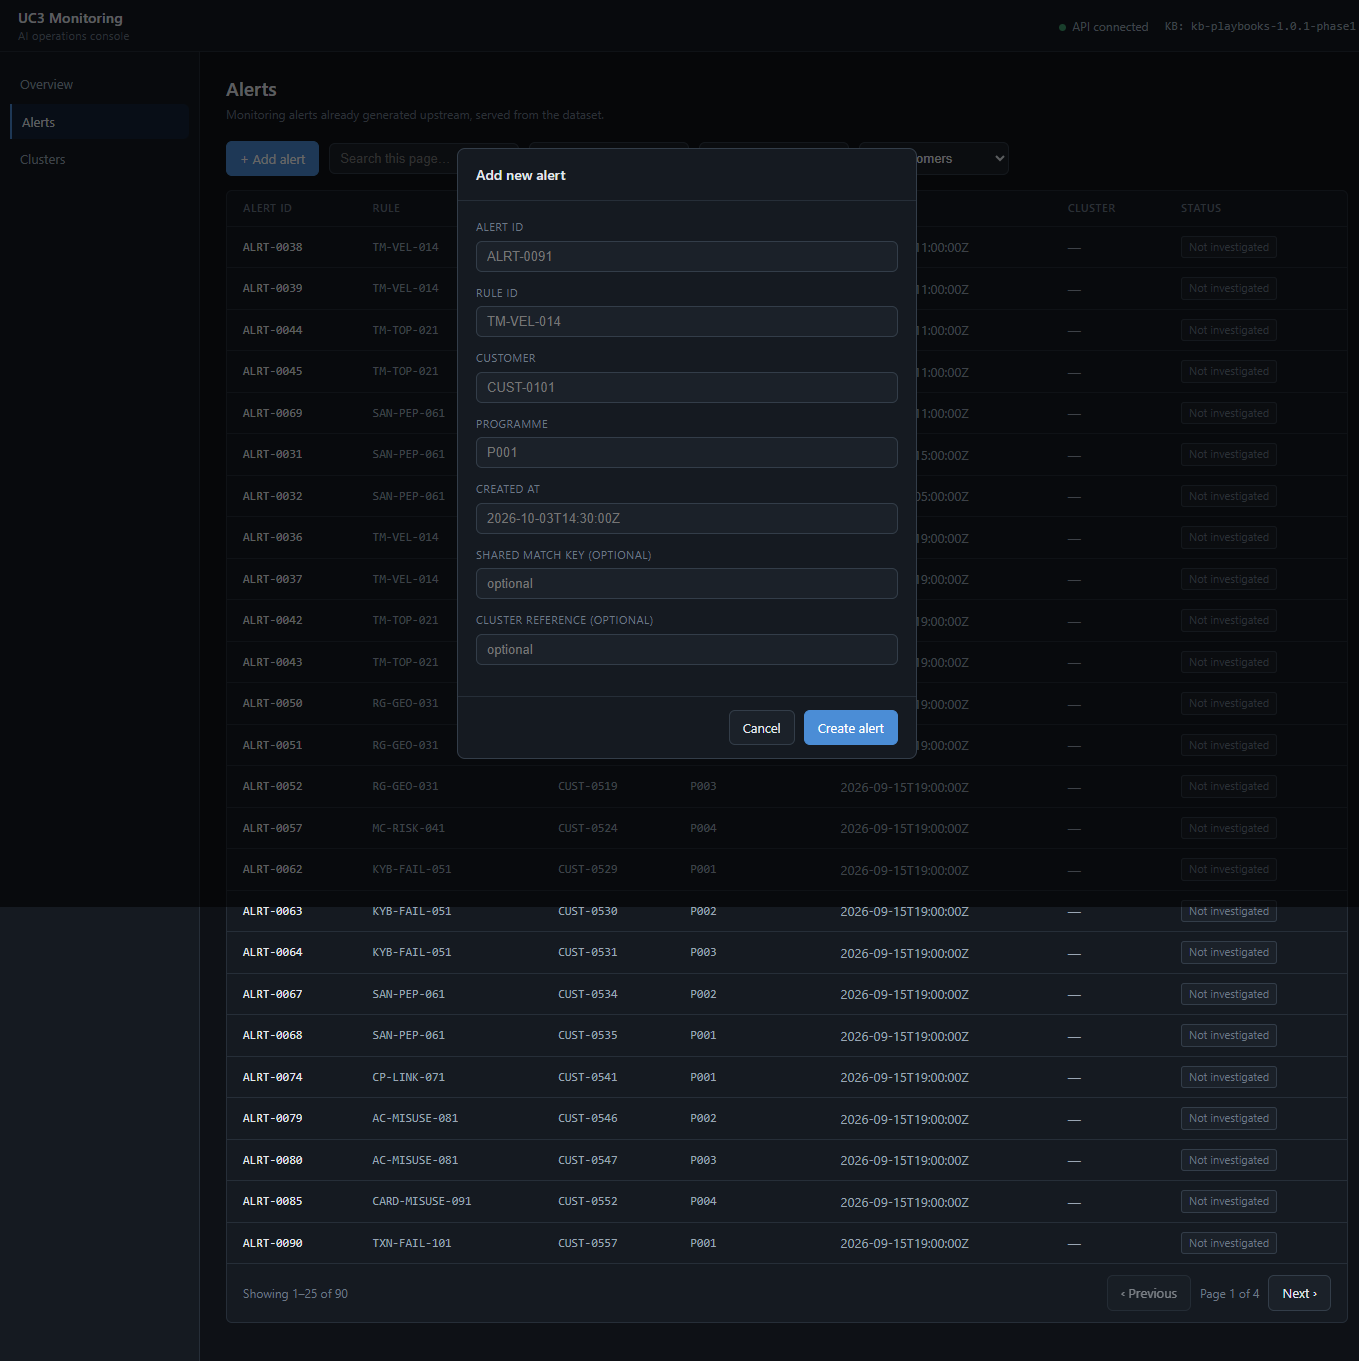 UC3 Monitoring
AI operations console
API connected KB: kb-playbooks-1.0.1-phase1
Overview
Alerts
Clusters
Alerts
Monitoring alerts already generated upstream, served from the dataset.
+ Add alert Search this page... omers
ALERT ID RULE CLUSTER STATUS
ALRT-0038 TM-VEL-014 11:00:00Z — Not investigated
ALRT-0039 TM-VEL-014 11:00:00Z — Not investigated
ALRT-0044 TM-TOP-021 11:00:00Z — Not investigated
ALRT-0045 TM-TOP-021 11:00:00Z — Not investigated
ALRT-0069 SAN-PEP-061 11:00:00Z — Not investigated
ALRT-0031 SAN-PEP-061 15:00:00Z — Not investigated
ALRT-0032 SAN-PEP-061 05:00:00Z — Not investigated
ALRT-0036 TM-VEL-014 19:00:00Z — Not investigated
ALRT-0037 TM-VEL-014 19:00:00Z — Not investigated
ALRT-0042 TM-TOP-021 19:00:00Z — Not investigated
ALRT-0043 TM-TOP-021 19:00:00Z — Not investigated
ALRT-0050 RG-GEO-031 19:00:00Z — Not investigated
ALRT-0051 RG-GEO-031 19:00:00Z — Not investigated
ALRT-0052 RG-GEO-031 CUST-0519 P003 2026-09-15T19:00:00Z — Not investigated
ALRT-0057 MC-RISK-041 CUST-0524 P004 2026-09-15T19:00:00Z — Not investigated
ALRT-0062 KYB-FAIL-051 CUST-0529 P001 2026-09-15T19:00:00Z — Not investigated
ALRT-0063 KYB-FAIL-051 CUST-0530 P002 2026-09-15T19:00:00Z — Not investigated
ALRT-0064 KYB-FAIL-051 CUST-0531 P003 2026-09-15T19:00:00Z — Not investigated
ALRT-0067 SAN-PEP-061 CUST-0534 P002 2026-09-15T19:00:00Z — Not investigated
ALRT-0068 SAN-PEP-061 CUST-0535 P001 2026-09-15T19:00:00Z — Not investigated
ALRT-0074 CP-LINK-071 CUST-0541 P001 2026-09-15T19:00:00Z — Not investigated
ALRT-0079 AC-MISUSE-081 CUST-0546 P002 2026-09-15T19:00:00Z — Not investigated
ALRT-0080 AC-MISUSE-081 CUST-0547 P003 2026-09-15T19:00:00Z — Not investigated
ALRT-0085 CARD-MISUSE-091 CUST-0552 P004 2026-09-15T19:00:00Z — Not investigated
ALRT-0090 TXN-FAIL-101 CUST-0557 P001 2026-09-15T19:00:00Z — Not investigated
Showing 1–25 of 90 ‹ Previous Page 1 of 4 Next ›
Add new alert
ALERT ID
ALRT-0091
RULE ID
TM-VEL-014
CUSTOMER
CUST-0101
PROGRAMME
P001
CREATED AT
2026-10-03T14:30:00Z
SHARED MATCH KEY (OPTIONAL)
optional
CLUSTER REFERENCE (OPTIONAL)
optional
Cancel Create alert